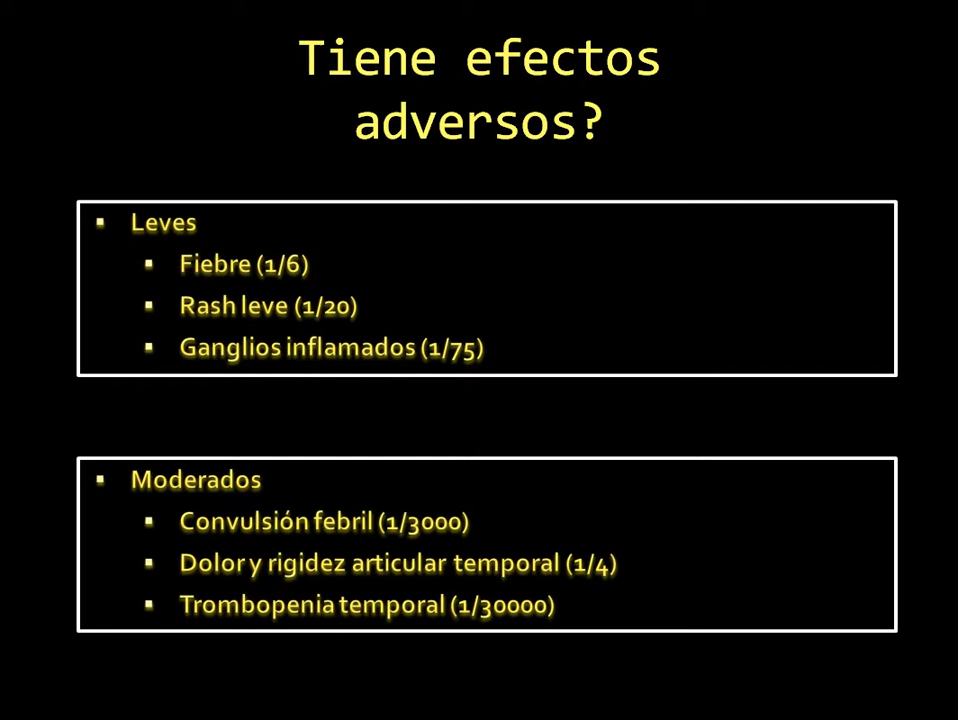 Tiene efectos
adversos?
▪ Leves
▪ Fiebre (1/6)
▪ Rash leve (1/20)
▪ Ganglios inflamados (1/75)
▪ Moderados
▪ Convulsión febril (1/3000)
▪ Dolor y rigidez articular temporal (1/4)
▪ Trombopenia temporal (1/30000)